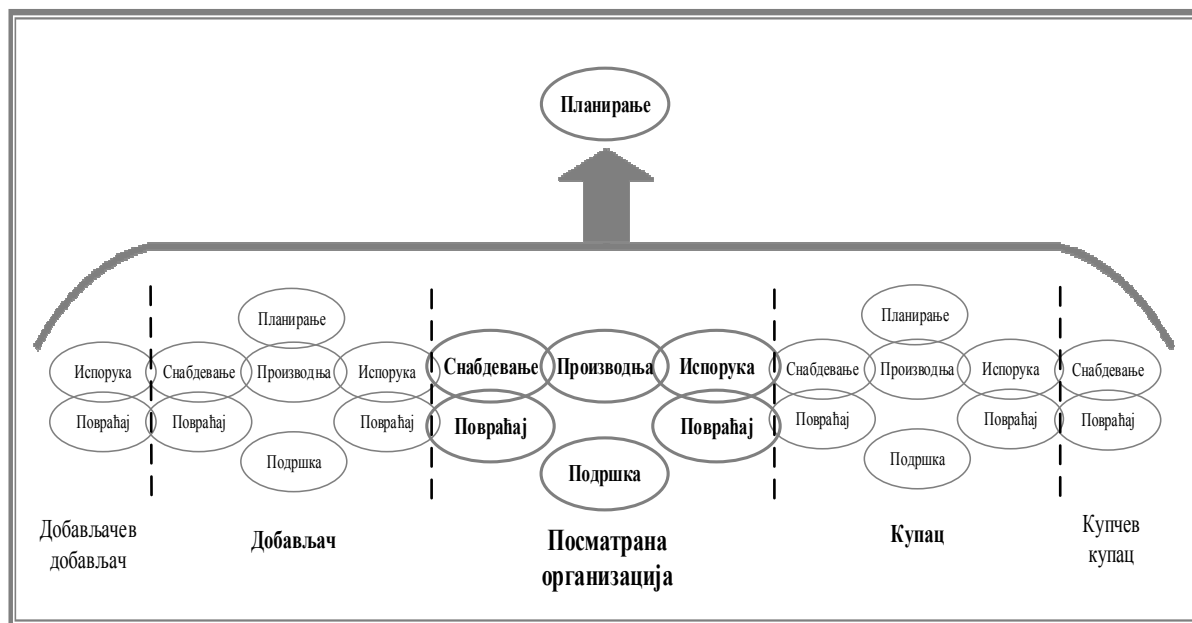 Планирање
Планирање
Планирање
Испорука
Снабдевање
Производња
Испорука
Снабдевање
Производња
Испорука
Снабдевање
Производња
Испорука
Снабдевање
Повраћај
Повраћај
Повраћај
Повраћај
Повраћај
Повраћај
Повраћај
Повраћај
Подршка
Подршка
Подршка
Добављачев
добављач
Добављач
Посматрана
организација
Купац
Купчев
купац